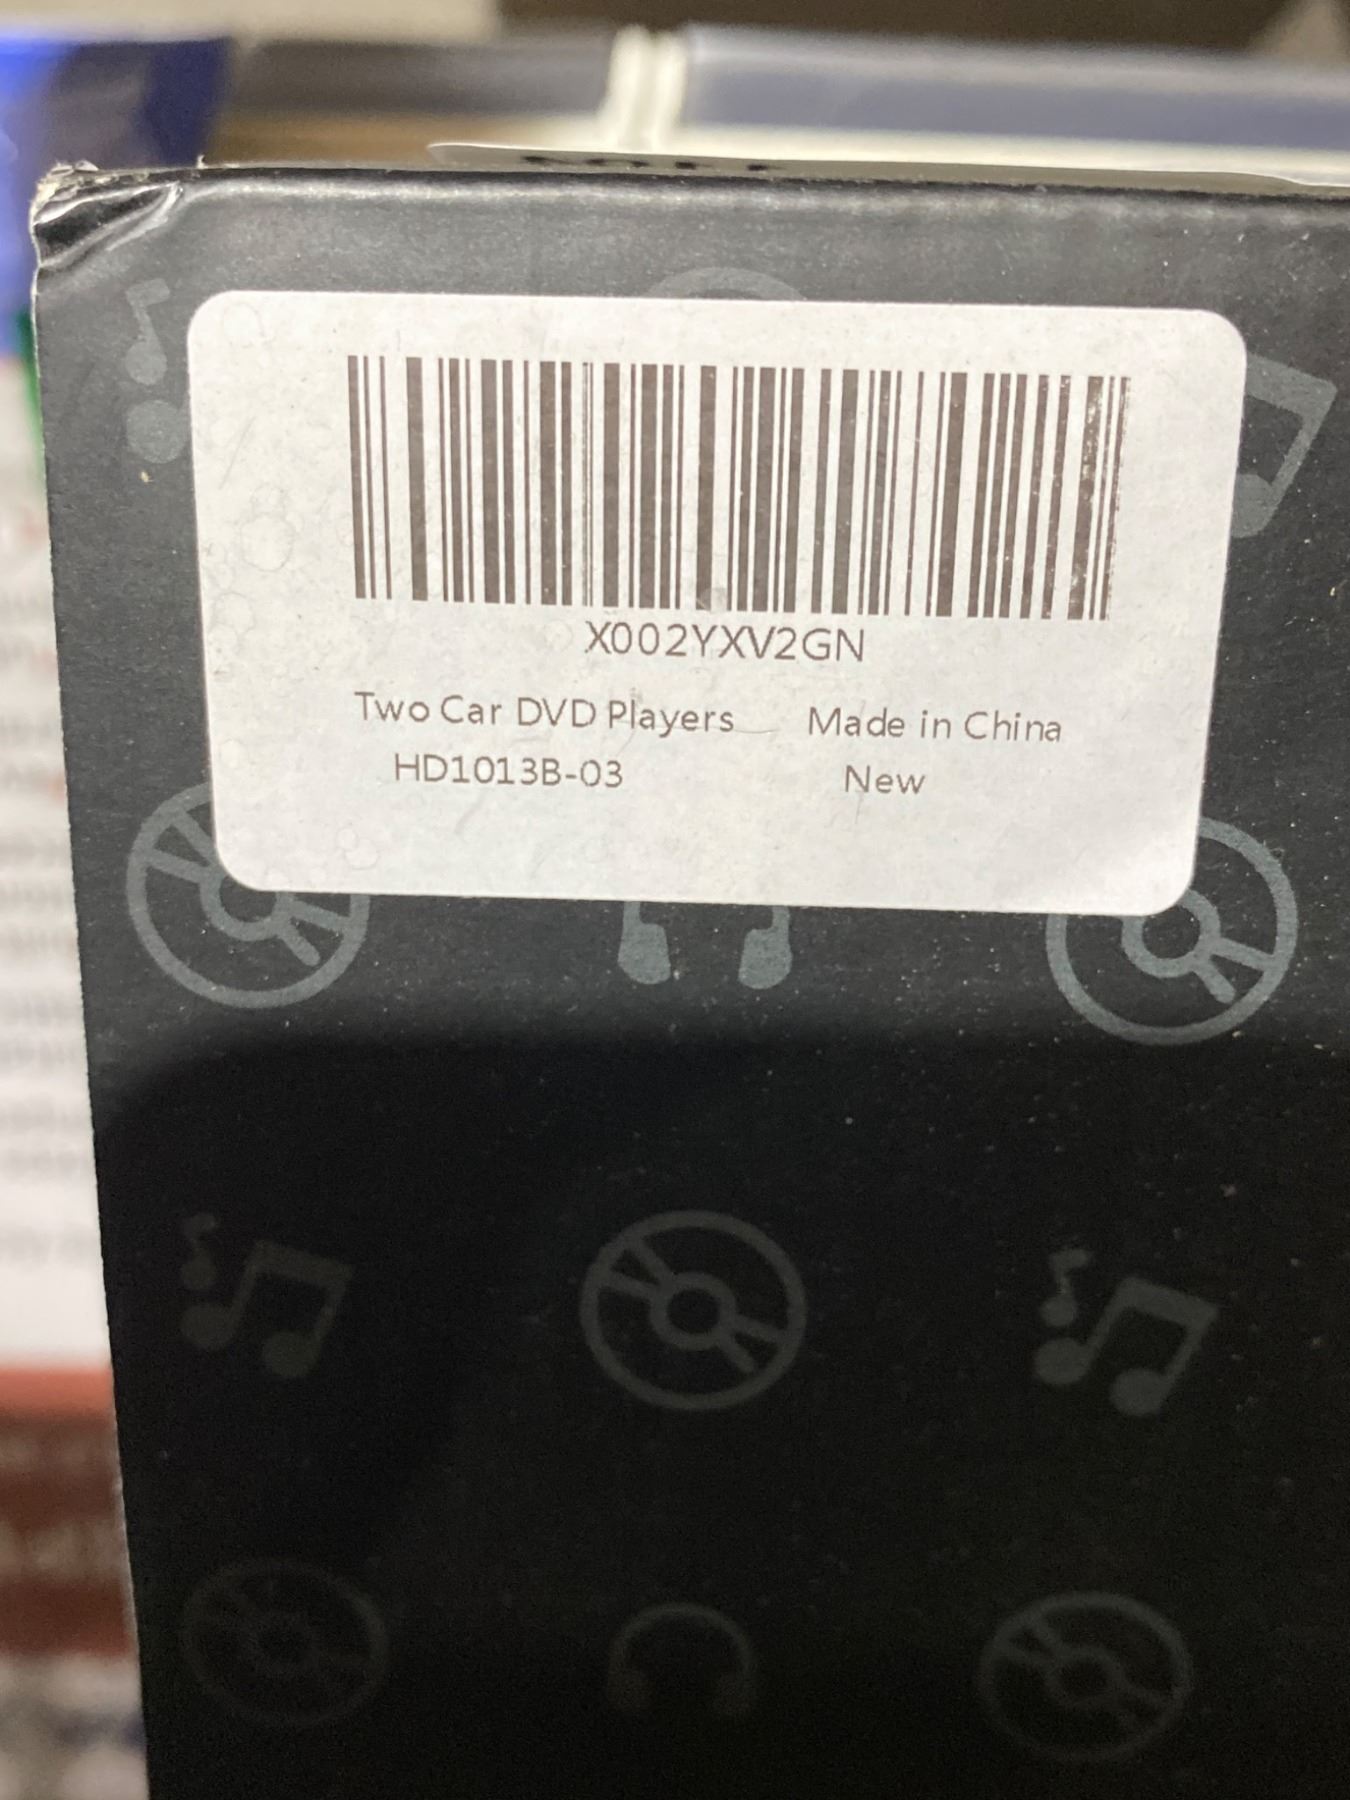 X002YXV2GN
Two Car DVD Players Made in China
HD1013B-03 New